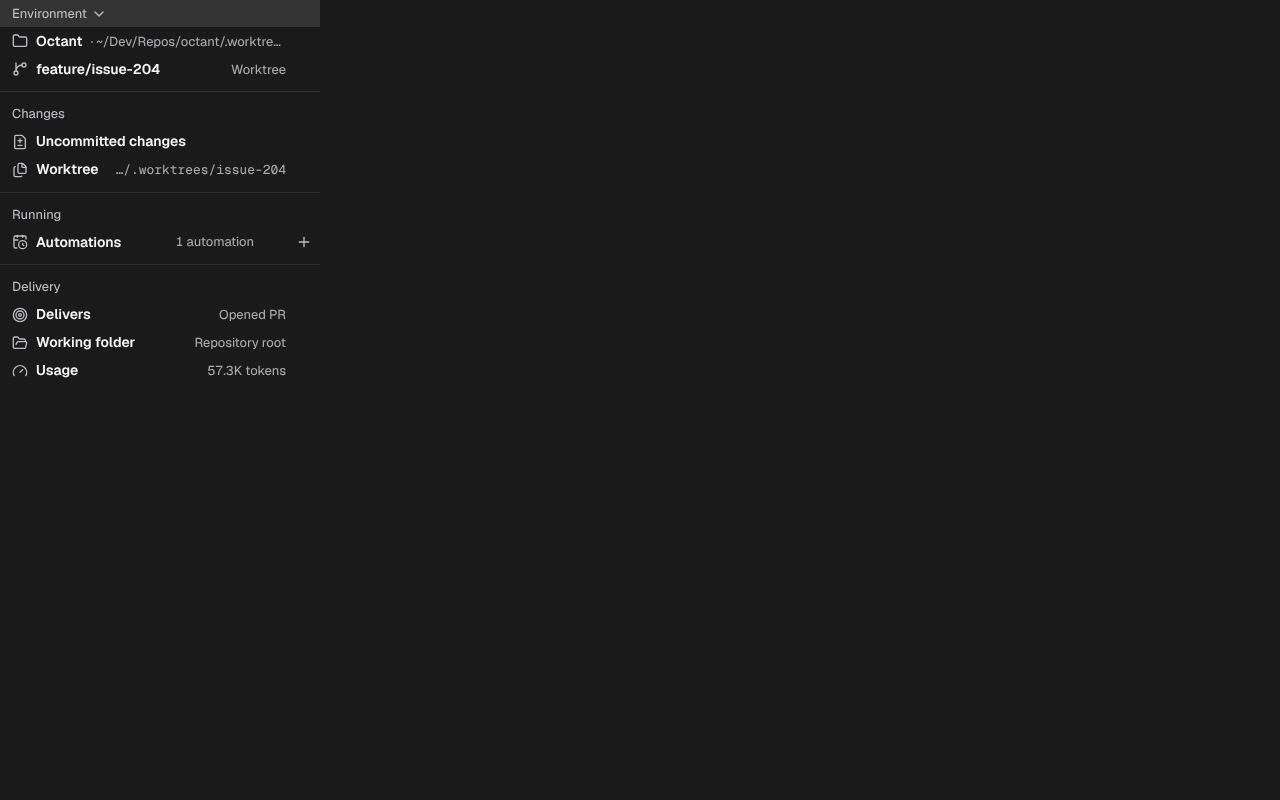 Environment
Octant · ~/Dev/Repos/octant/.worktre…
feature/issue-204 Worktree
Changes
Uncommitted changes
Worktree …/.worktrees/issue-204
Running
Automations 1 automation +
Delivery
Delivers Opened PR
Working folder Repository root
Usage 57.3K tokens